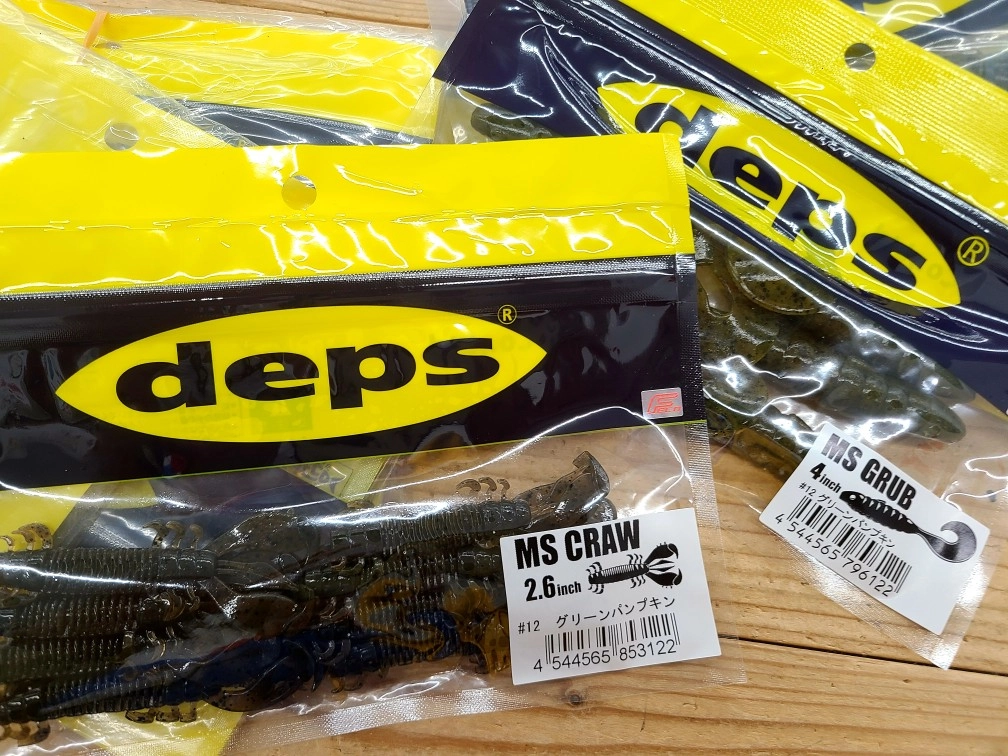 deps®
MS CRAW
2.6inch
#12 グリーンパンプキン
4 544565 853122
deps®
MS GRUB
4inch
#12 グリーンパンプキン
4 544565 796122